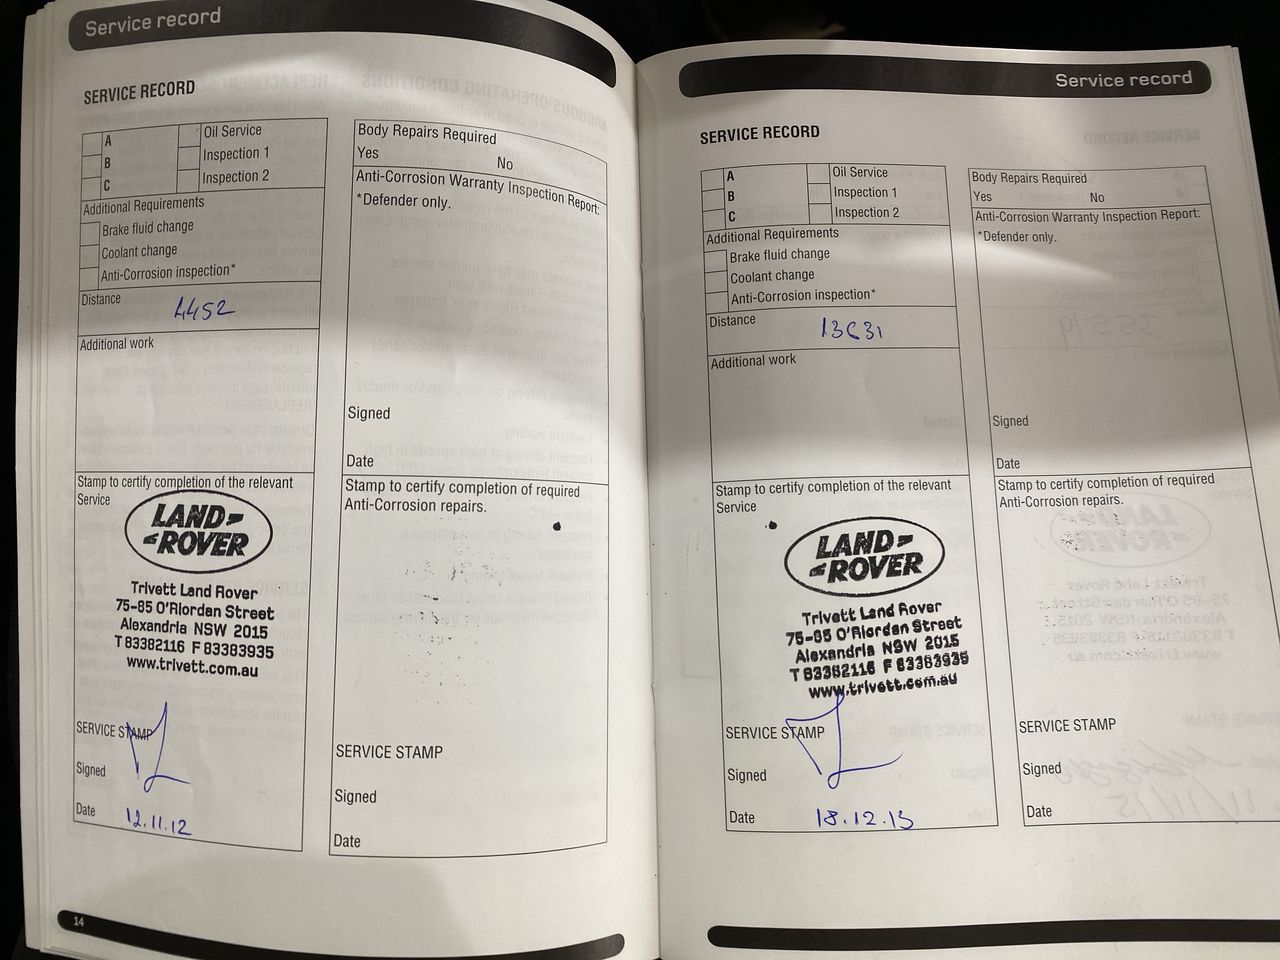 Service record
SERVICE RECORD
A
B
C
Oil Service
Inspection 1
Inspection 2
Additional Requirements
Brake fluid change
Coolant change
Anti-Corrosion inspection*
Distance
4452
Additional work
Stamp to certify completion of the relevant
Service
LAND
ROVER
Trivett Land Rover
75-85 O'Riordan Street
Alexandria NSW 2015
T 83382116 F 83383935
www.trivett.com.au
SERVICE STAMP
Signed
Date 12.11.12
Body Repairs Required
Yes No
Anti-Corrosion Warranty Inspection Report:
*Defender only.
Signed
Date
Stamp to certify completion of required
Anti-Corrosion repairs.
SERVICE STAMP
Signed
Date
14
Service record
SERVICE RECORD
A
B
C
Oil Service
Inspection 1
Inspection 2
Additional Requirements
Brake fluid change
Coolant change
Anti-Corrosion inspection*
Distance
13631
Additional work
Stamp to certify completion of the relevant
Service
LAND
ROVER
Trivett Land Rover
75-85 O'Riordan Street
Alexandria NSW 2015
T 83382116 F 83383935
www.trivett.com.au
SERVICE STAMP
Signed
Date 18.12.13
Body Repairs Required
Yes No
Anti-Corrosion Warranty Inspection Report:
*Defender only.
Signed
Date
Stamp to certify completion of required
Anti-Corrosion repairs.
SERVICE STAMP
Signed
Date